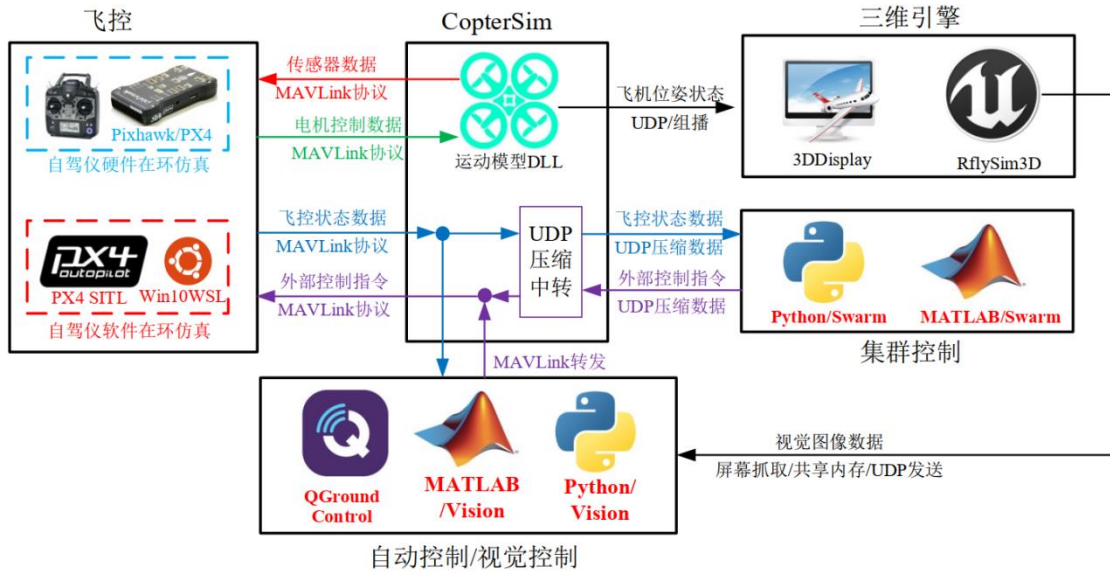 飞控
CopterSim
三维引擎
Pixhawk/PX4
自驾仪硬件在环仿真
px4
autopilot
PX4 SITL
Win10WSL
自驾仪软件在环仿真
传感器数据
MAVLink协议
电机控制数据
MAVLink协议
飞控状态数据
MAVLink协议
外部控制指令
MAVLink协议
运动模型DLL
UDP
压缩
中转
飞机位姿状态
UDP/组播
3DDisplay
RflySim3D
飞控状态数据
UDP压缩数据
外部控制指令
UDP压缩数据
Python/Swarm
MATLAB/Swarm
集群控制
MAVLink转发
QGround
Control
MATLAB
/Vision
Python/
Vision
视觉图像数据
屏幕抓取/共享内存/UDP发送
自动控制/视觉控制